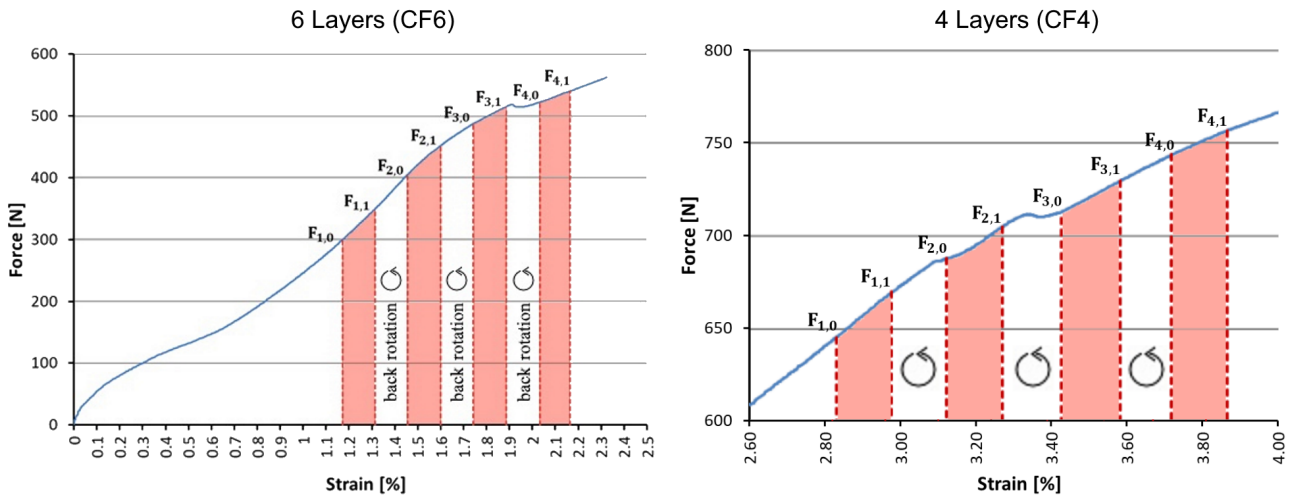 6 Layers (CF6)
600
500
400
300
200
100
0
Force [N]
F1,0
F1,1
F2,0
F2,1
F3,0
F3,1
F4,0
F4,1
back rotation
back rotation
back rotation
0 0.1 0.2 0.3 0.4 0.5 0.6 0.7 0.8 0.9 1 1.1 1.2 1.3 1.4 1.5 1.6 1.7 1.8 1.9 2 2.1 2.2 2.3 2.4 2.5
Strain [%]
4 Layers (CF4)
800
750
700
650
600
Force [N]
F1,0
F1,1
F2,0
F2,1
F3,0
F3,1
F4,0
F4,1
2.60 2.80 3.00 3.20 3.40 3.60 3.80 4.00
Strain [%]